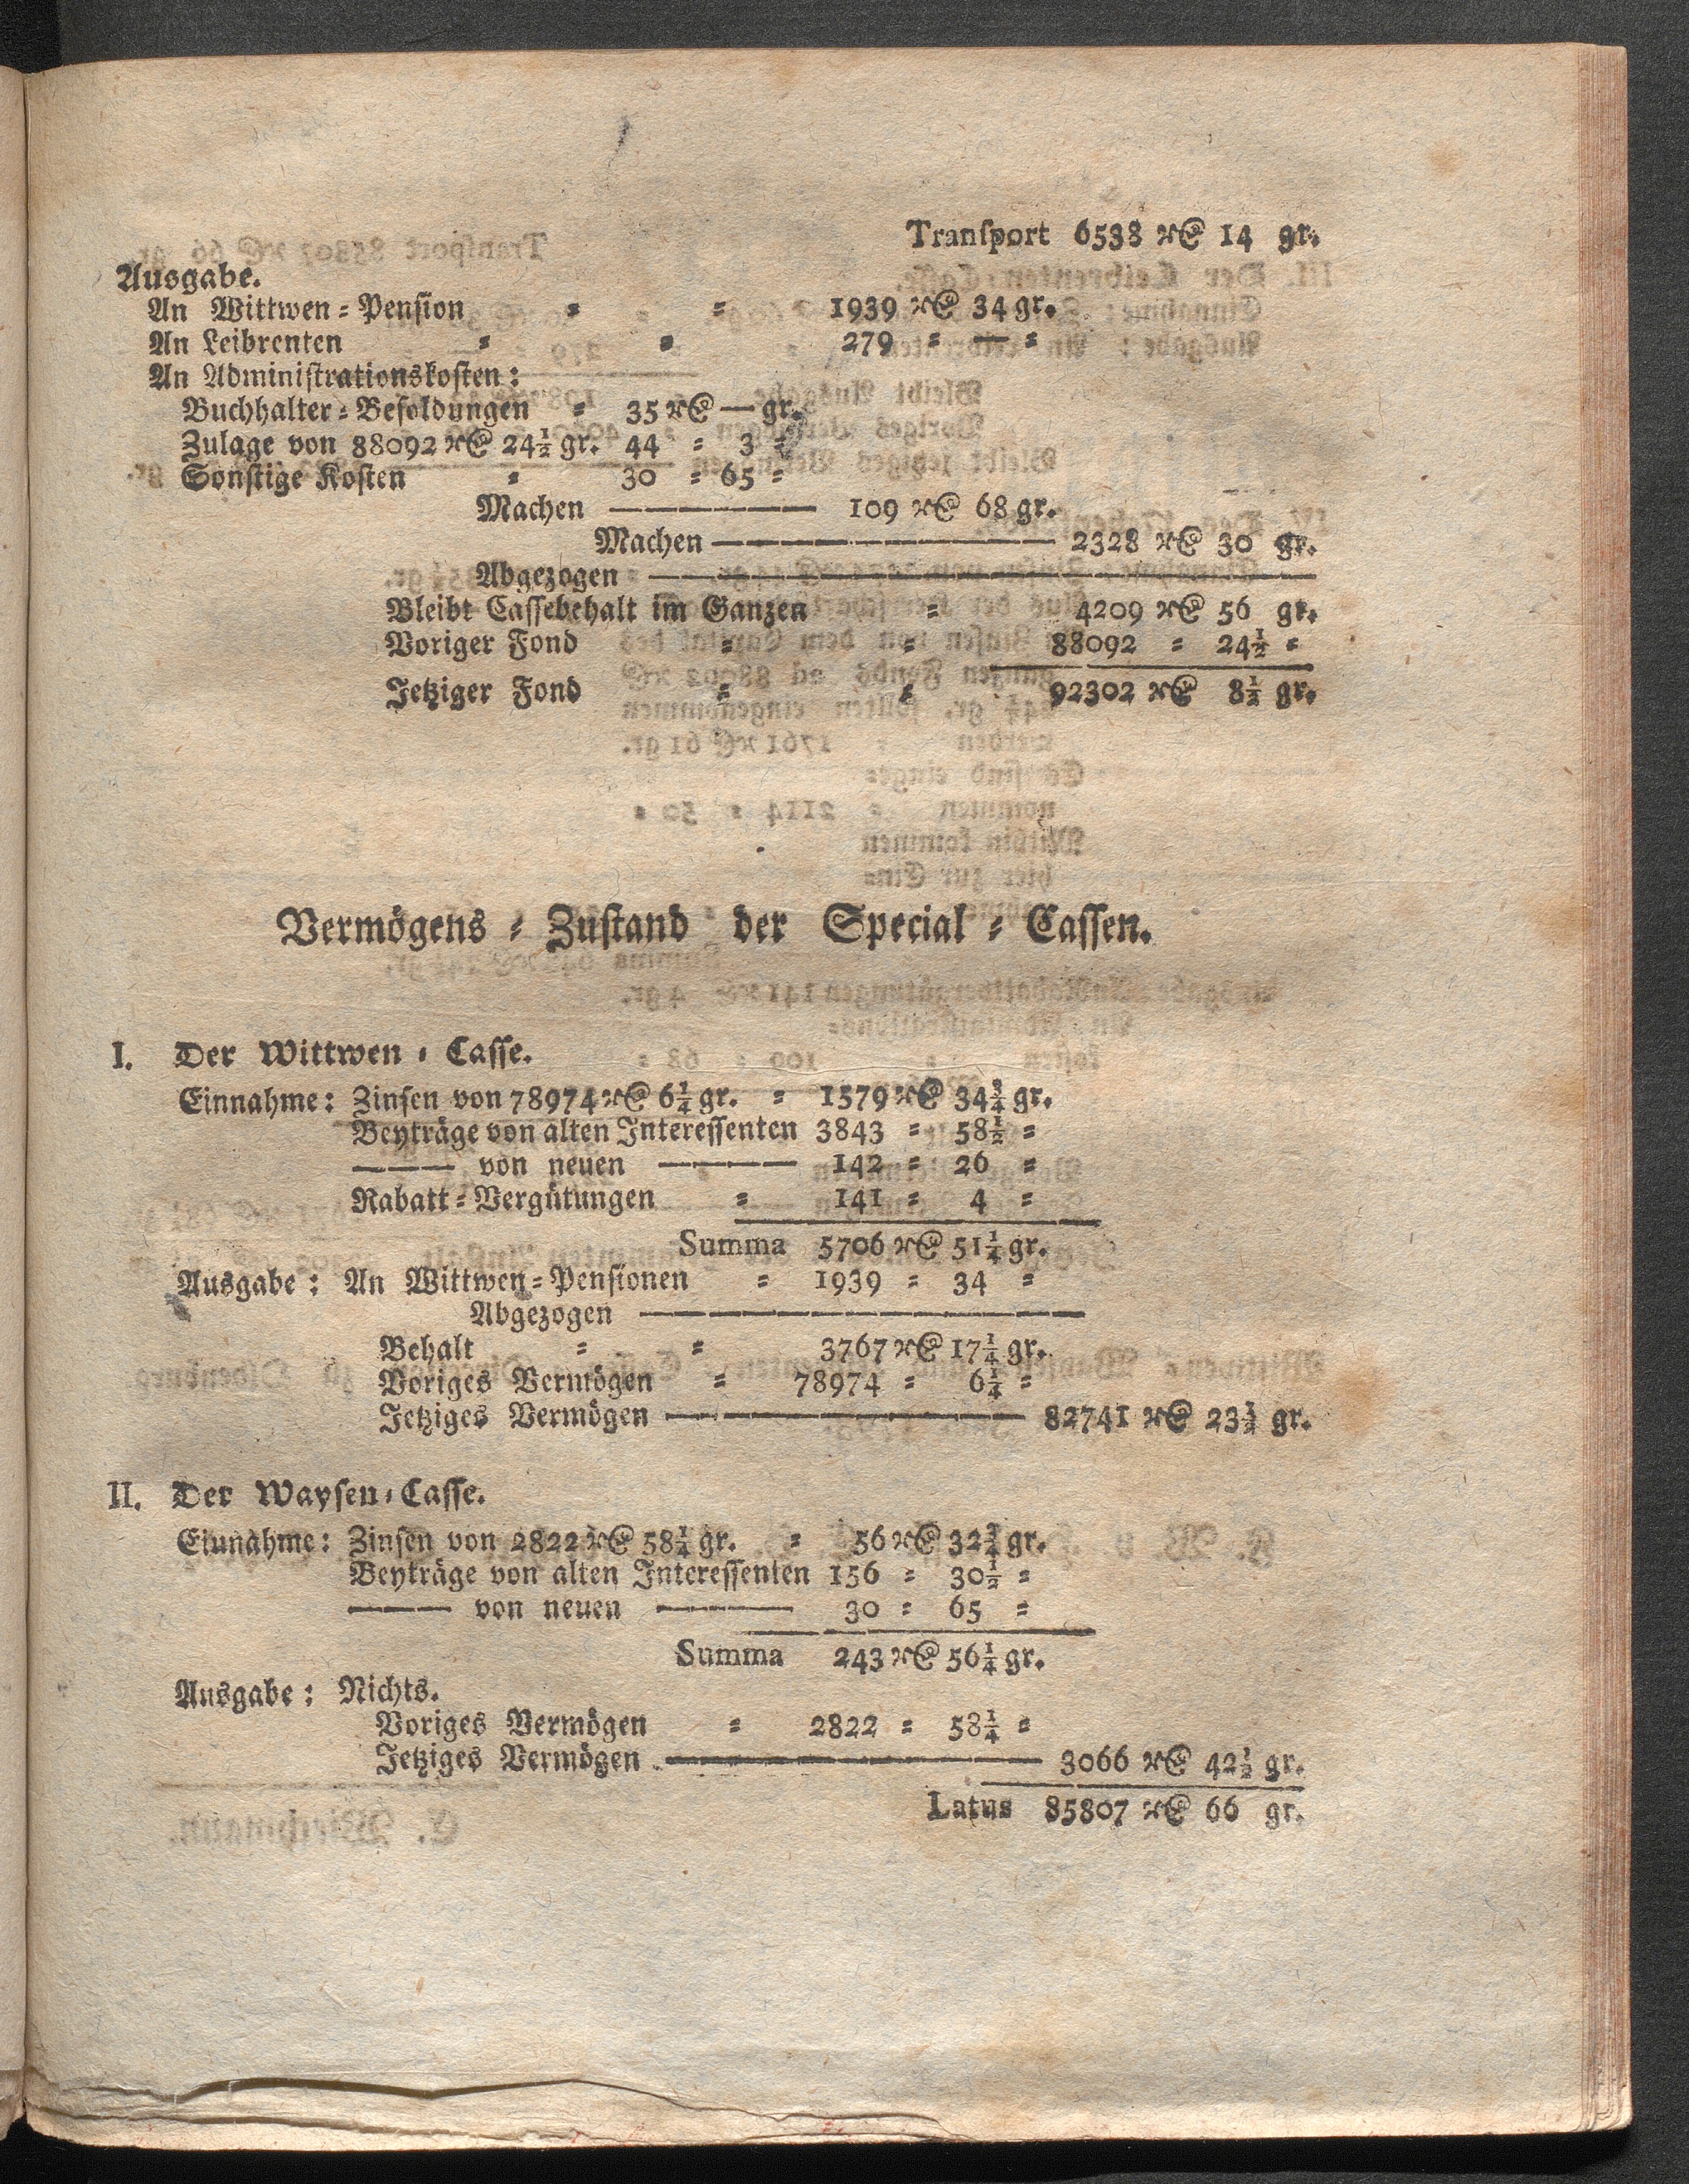 Transport 6538 ℛ 14 gr.
Ausgabe.
An Wittwen=Pension = = 1939 ℛ 34 gr.
An Leibrenten = = 279 = — =
An Administrationskosten:
Buchhalter=Besoldungen = 35 ℛ — gr.
Zulage von 88092 ℛ 24½ gr. 44 = 3 =
Sonstige Kosten = 30 = 65 =
Machen ——— 109 ℛ 68 gr.
Machen ——— 2328 ℛ 30 gr.
Abgezogen ———
Bleibt Cassebehalt im Ganzen = 4209 ℛ 56 gr.
Voriger Fond = = 88092 = 24½ =
Jetziger Fond = = 92302 ℛ 8½ gr.
Vermögens=Zustand der Special=Cassen.
I. Der Wittwen=Casse.
Einnahme: Zinsen von 78974 ℛ 6¼ gr. = 1579 ℛ 34¾ gr.
Beyträge von alten Interessenten 3843 = 58½ =
——— von neuen ——— 142 = 26 =
Rabatt=Vergütungen = 141 = 4 =
Summa 5706 ℛ 51¼ gr.
Ausgabe: An Wittwen=Pensionen = 1939 = 34 =
Abgezogen ———
Behalt = = 3767 ℛ 17¼ gr.
Voriges Vermögen = 78974 = 6¼ =
Jetziges Vermögen ——— 82741 ℛ 23½ gr.
II. Der Waysen=Casse.
Einnahme: Zinsen von 2822 ℛ 58¼ gr. = 56 ℛ 32¾ gr.
Beyträge von alten Interessenten 156 = 30½ =
——— von neuen ——— 30 = 65 =
Summa 243 ℛ 56¼ gr.
Ausgabe: Nichts.
Voriges Vermögen = 2822 = 58¼ =
Jetziges Vermögen ——— 3066 ℛ 42½ gr.
Latus 85807 ℛ 66 gr.